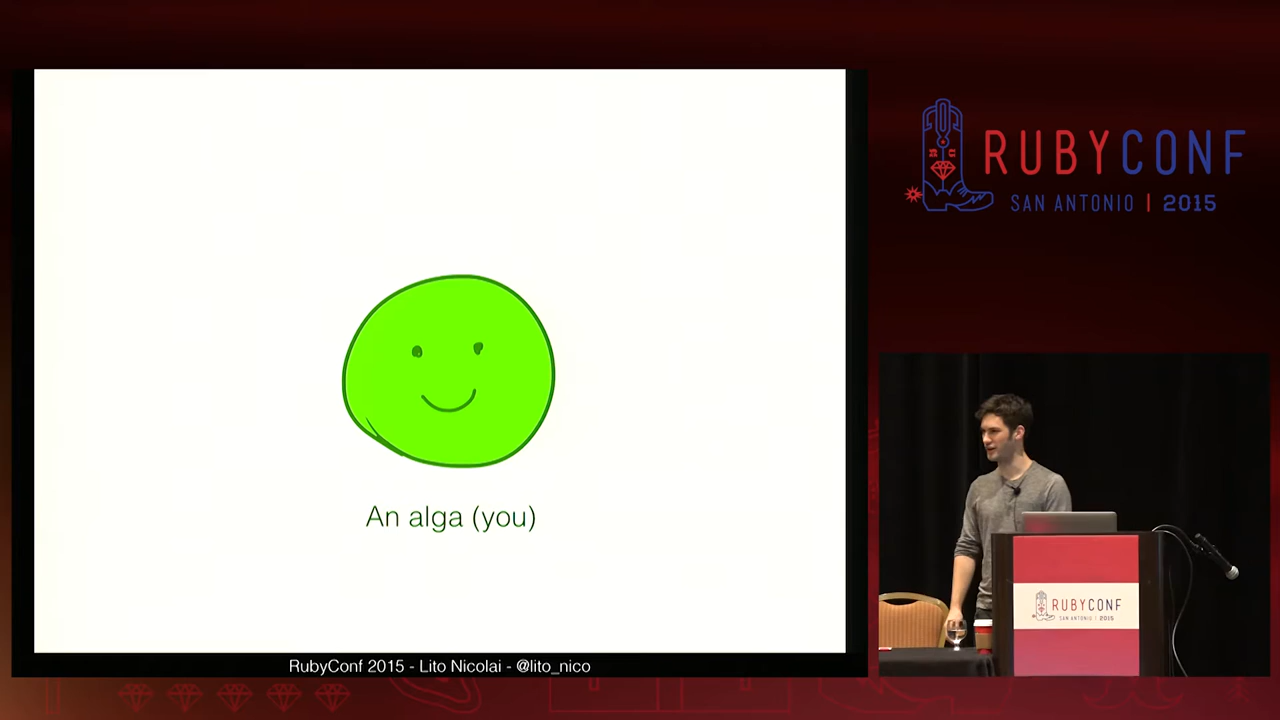 An alga (you)
RubyConf 2015 - Lito Nicolai - @lito_nico
RUBYCONF
SAN ANTONIO | 2015
RUBYCONF
SAN ANTONIO | 2015